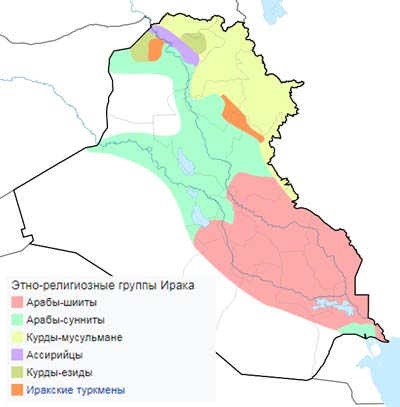 Этно-религиозные группы Ирака
Арабы-шииты
Арабы-сунниты
Курды-мусульмане
Ассирийцы
Курды-езиды
Иракские туркмены